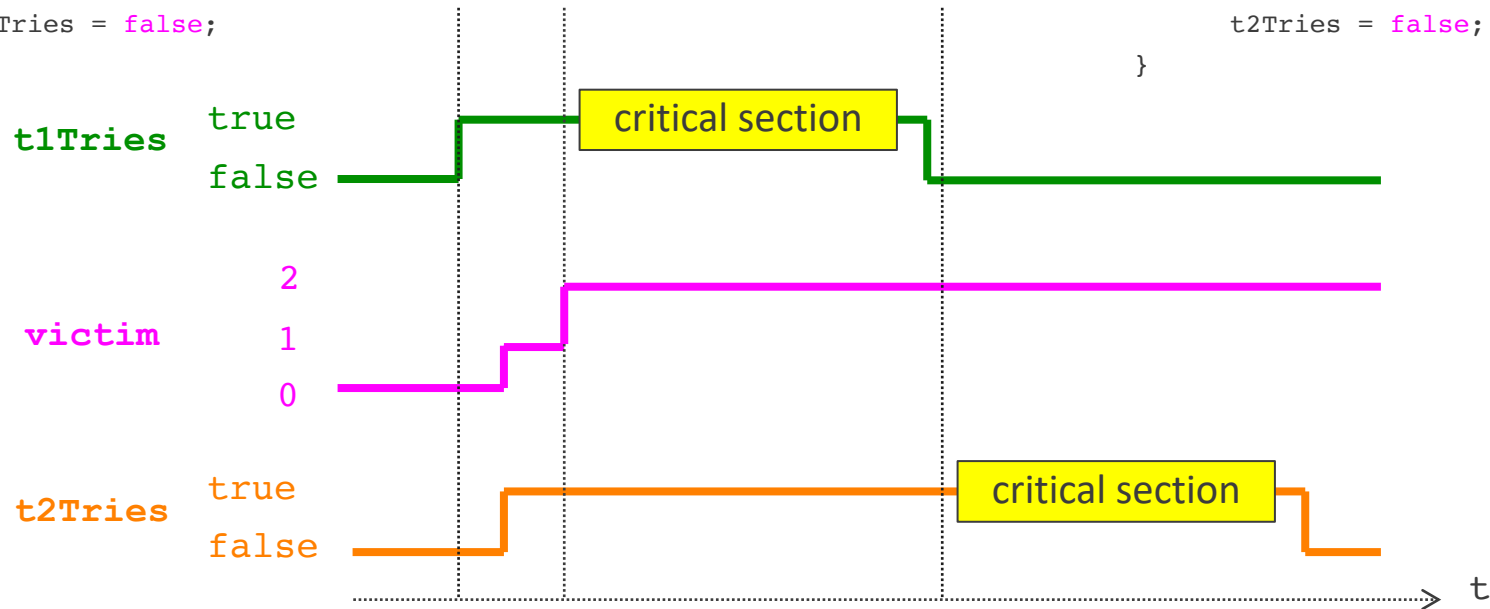 Tries = false;
t2Tries = false;
}
t1Tries
true
critical section
false
victim
2
1
0
t2Tries
true
critical section
false
t